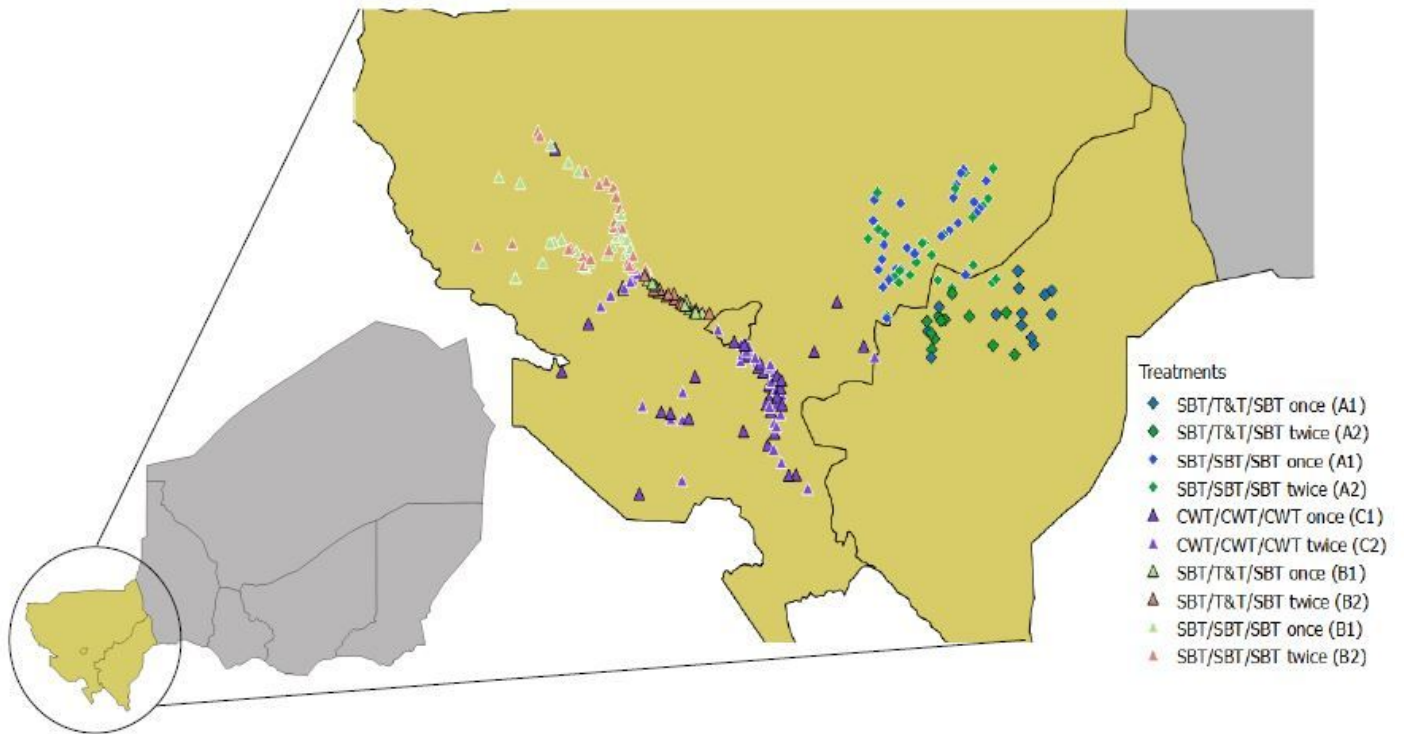 Treatments
SBT/T&T/SBT once (A1)
SBT/T&T/SBT twice (A2)
SBT/SBT/SBT once (A1)
SBT/SBT/SBT twice (A2)
CWT/CWT/CWT once (C1)
CWT/CWT/CWT twice (C2)
SBT/T&T/SBT once (B1)
SBT/T&T/SBT twice (B2)
SBT/SBT/SBT once (B1)
SBT/SBT/SBT twice (B2)